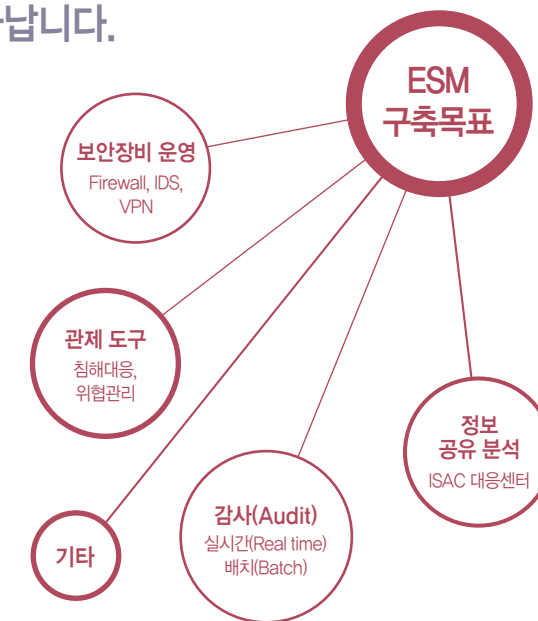 납니다.
ESM
구축목표
보안장비 운영
Firewall, IDS,
VPN
관제 도구
침해대응,
위협관리
정보
공유 분석
ISAC 대응센터
감사(Audit)
실시간(Real time)
배치(Batch)
기타